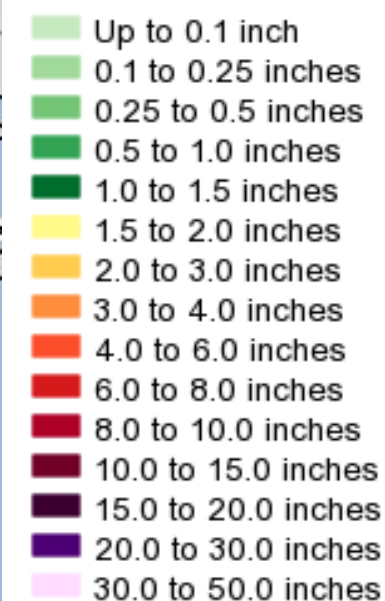 Up to 0.1 inch
0.1 to 0.25 inches
0.25 to 0.5 inches
0.5 to 1.0 inches
1.0 to 1.5 inches
1.5 to 2.0 inches
2.0 to 3.0 inches
3.0 to 4.0 inches
4.0 to 6.0 inches
6.0 to 8.0 inches
8.0 to 10.0 inches
10.0 to 15.0 inches
15.0 to 20.0 inches
20.0 to 30.0 inches
30.0 to 50.0 inches